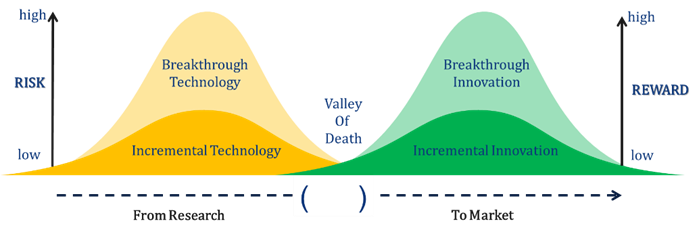 high
high
Breakthrough
Technology
Breakthrough
Innovation
RISK
REWARD
Valley
Of
Death
low
Incremental Technology
Incremental Innovation
low
( )
From Research
To Market